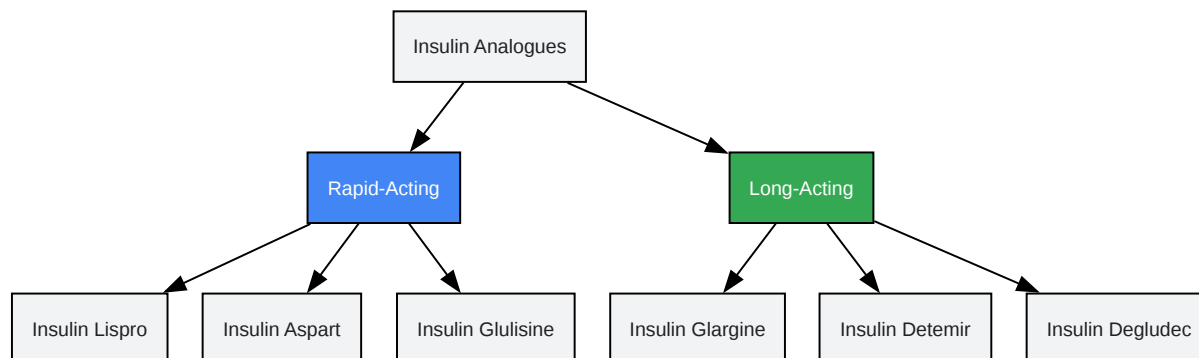 Insulin Analogues
Rapid-Acting
Long-Acting
Insulin Lispro
Insulin Aspart
Insulin Glulisine
Insulin Glargine
Insulin Detemir
Insulin Degludec